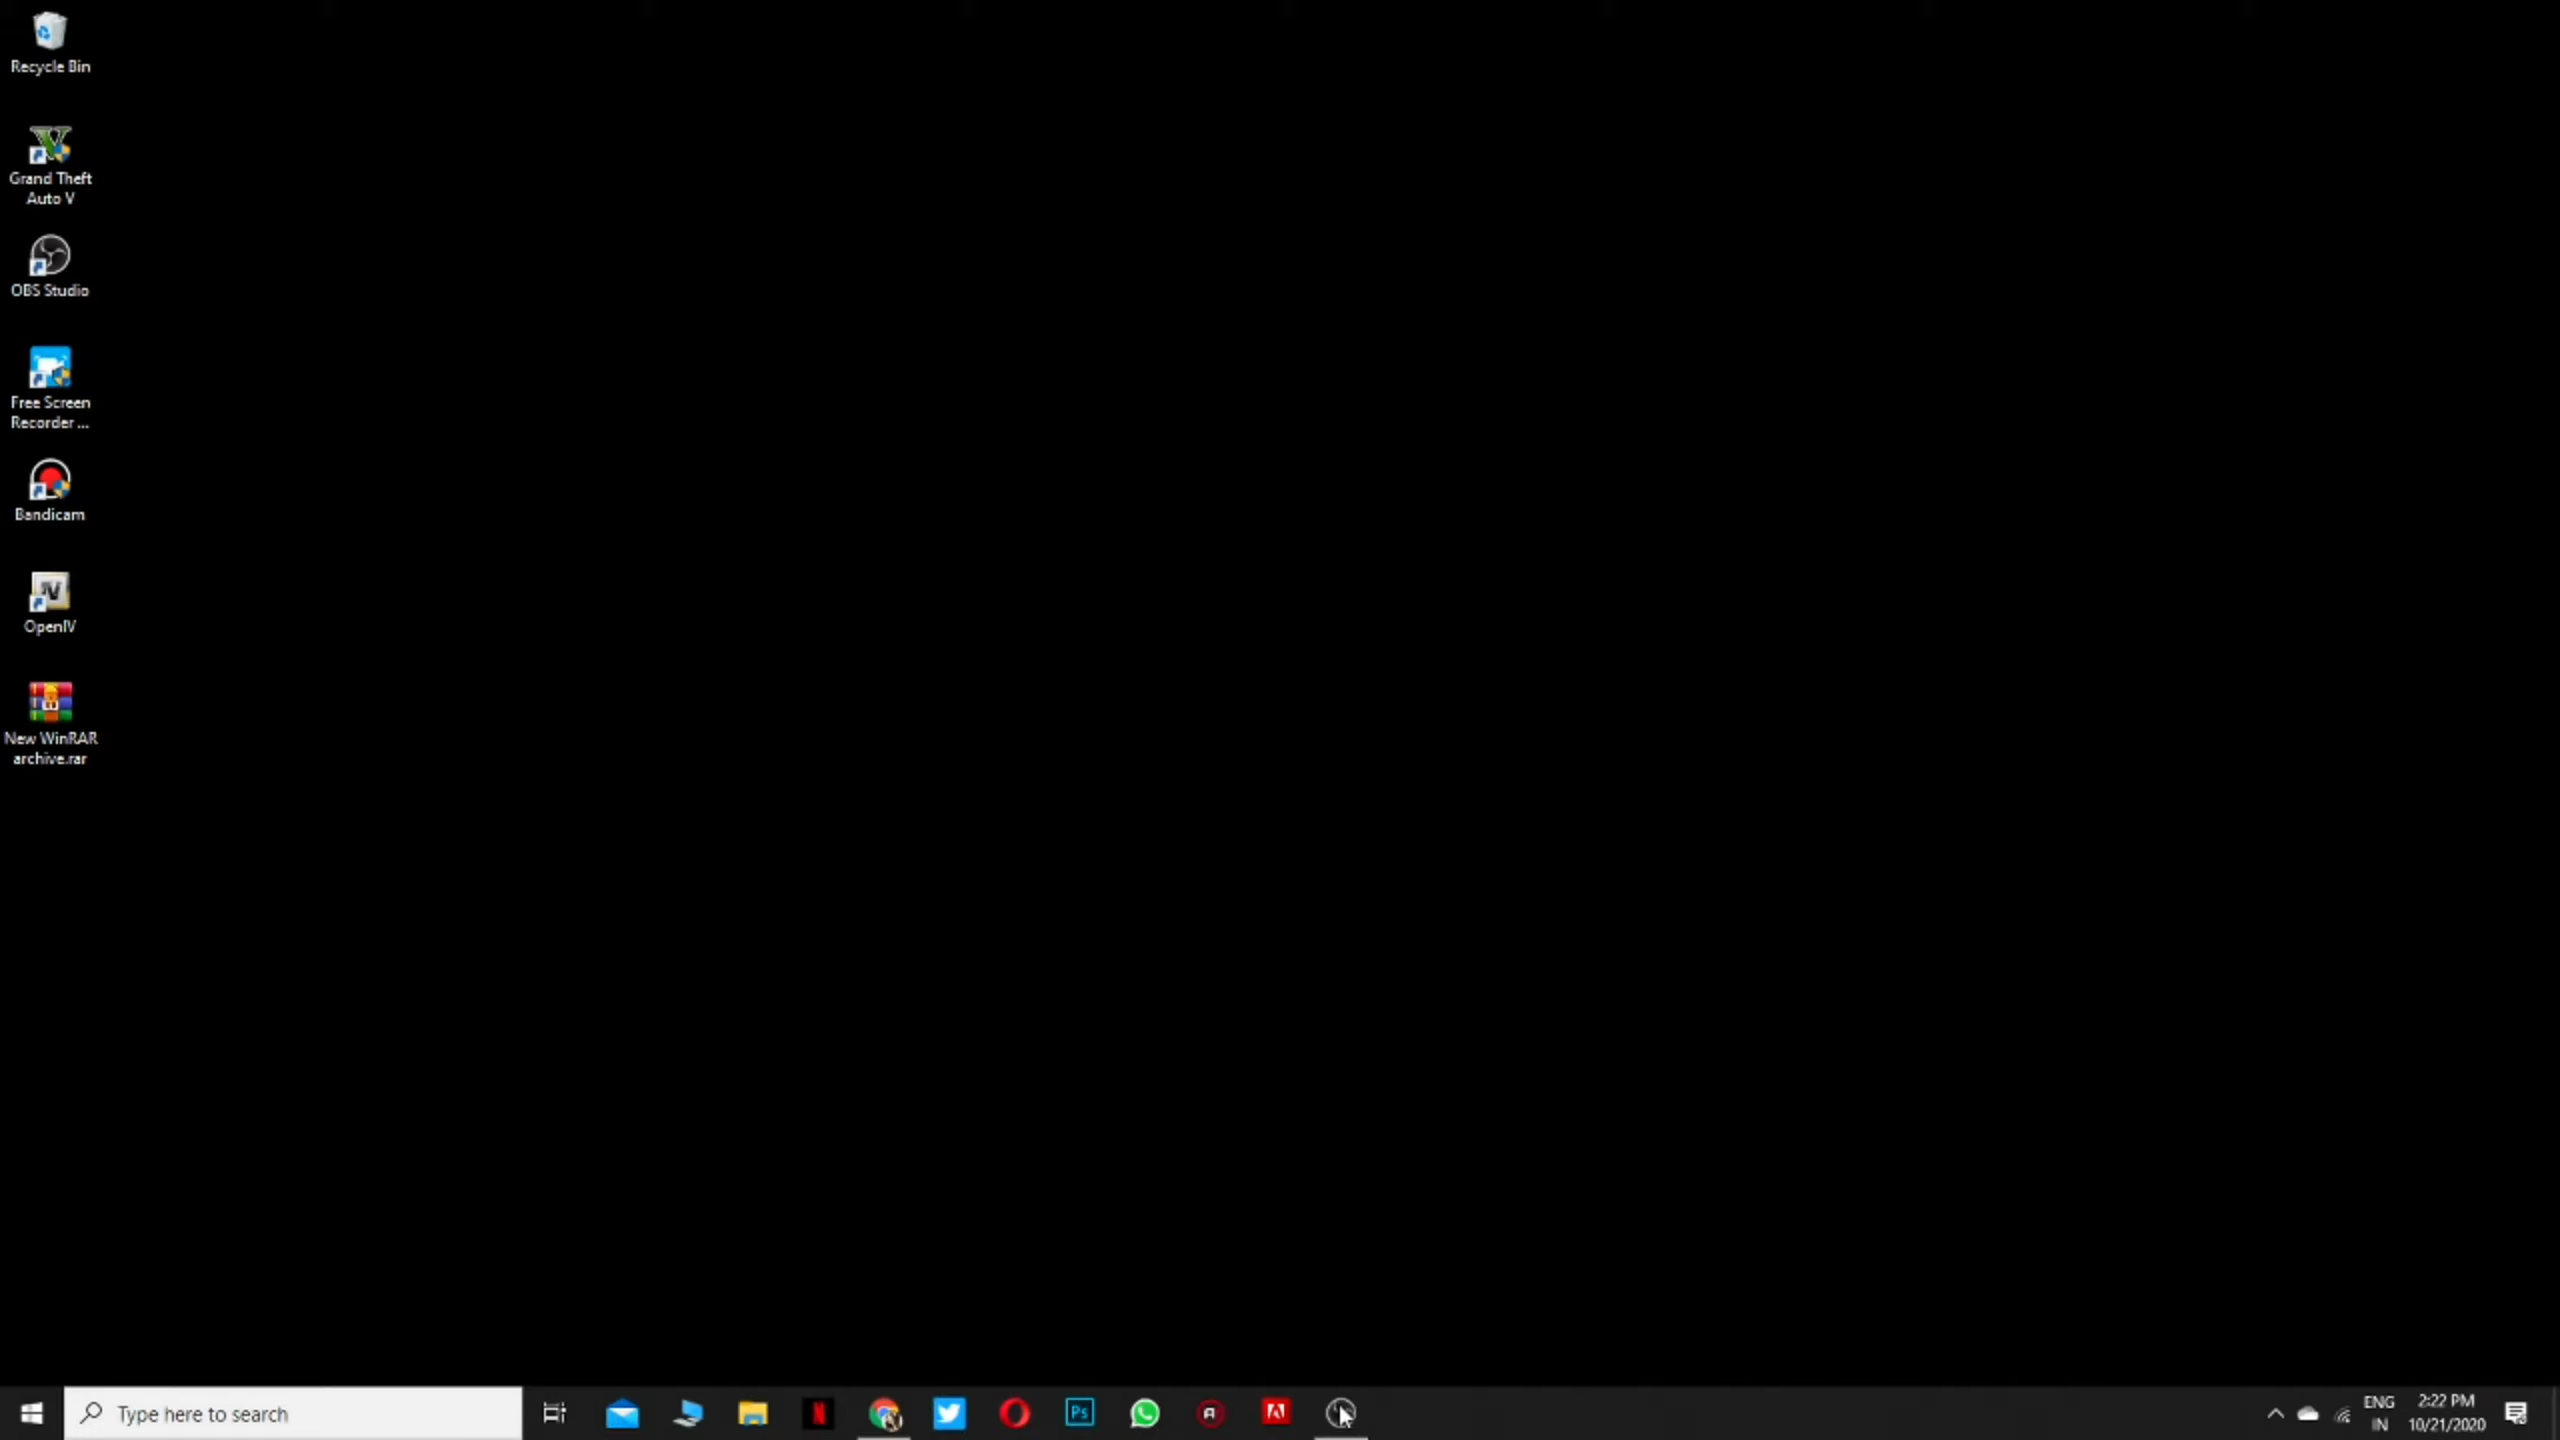 Recycle Bin
Grand Theft
Auto V
OBS Studio
Free Screen
Recorder ...
Bandicam
OpenIV
New WinRAR
archive.rar
Type here to search
Ps
ENG
IN
2:22 PM
10/21/2020